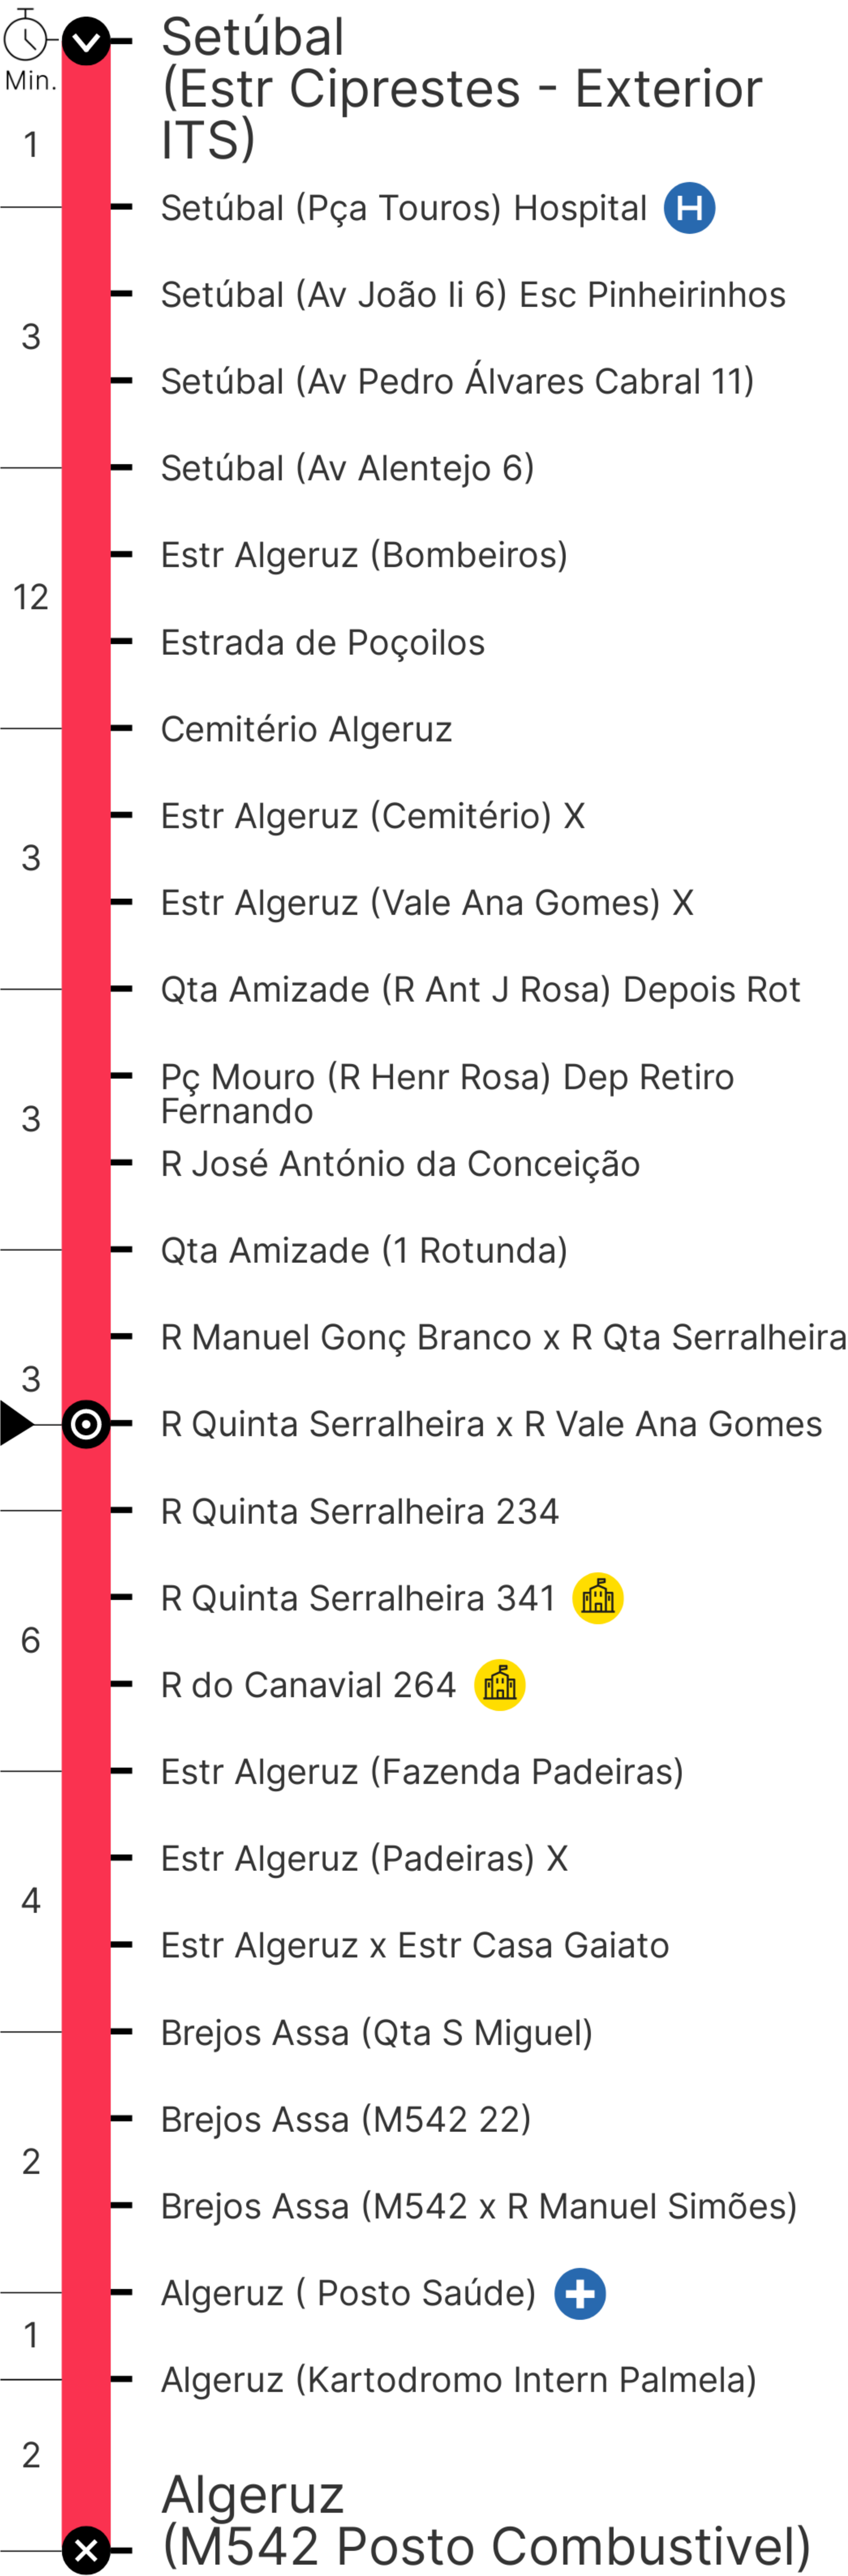 Min.
Setúbal
(Estr Ciprestes - Exterior
ITS)
1
Setúbal (Pça Touros) Hospital H
Setúbal (Av João Ii 6) Esc Pinheirinhos
3
Setúbal (Av Pedro Álvares Cabral 11)
Setúbal (Av Alentejo 6)
Estr Algeruz (Bombeiros)
12
Estrada de Poçoilos
Cemitério Algeruz
Estr Algeruz (Cemitério) X
3
Estr Algeruz (Vale Ana Gomes) X
Qta Amizade (R Ant J Rosa) Depois Rot
Pç Mouro (R Henr Rosa) Dep Retiro
Fernando
3
R José António da Conceição
Qta Amizade (1 Rotunda)
R Manuel Gonç Branco x R Qta Serralheira
3
R Quinta Serralheira x R Vale Ana Gomes
R Quinta Serralheira 234
R Quinta Serralheira 341
6
R do Canavial 264
Estr Algeruz (Fazenda Padeiras)
Estr Algeruz (Padeiras) X
4
Estr Algeruz x Estr Casa Gaiato
Brejos Assa (Qta S Miguel)
Brejos Assa (M542 22)
2
Brejos Assa (M542 x R Manuel Simões)
Algeruz ( Posto Saúde)
1
Algeruz (Kartodromo Intern Palmela)
2
Algeruz
(M542 Posto Combustivel)